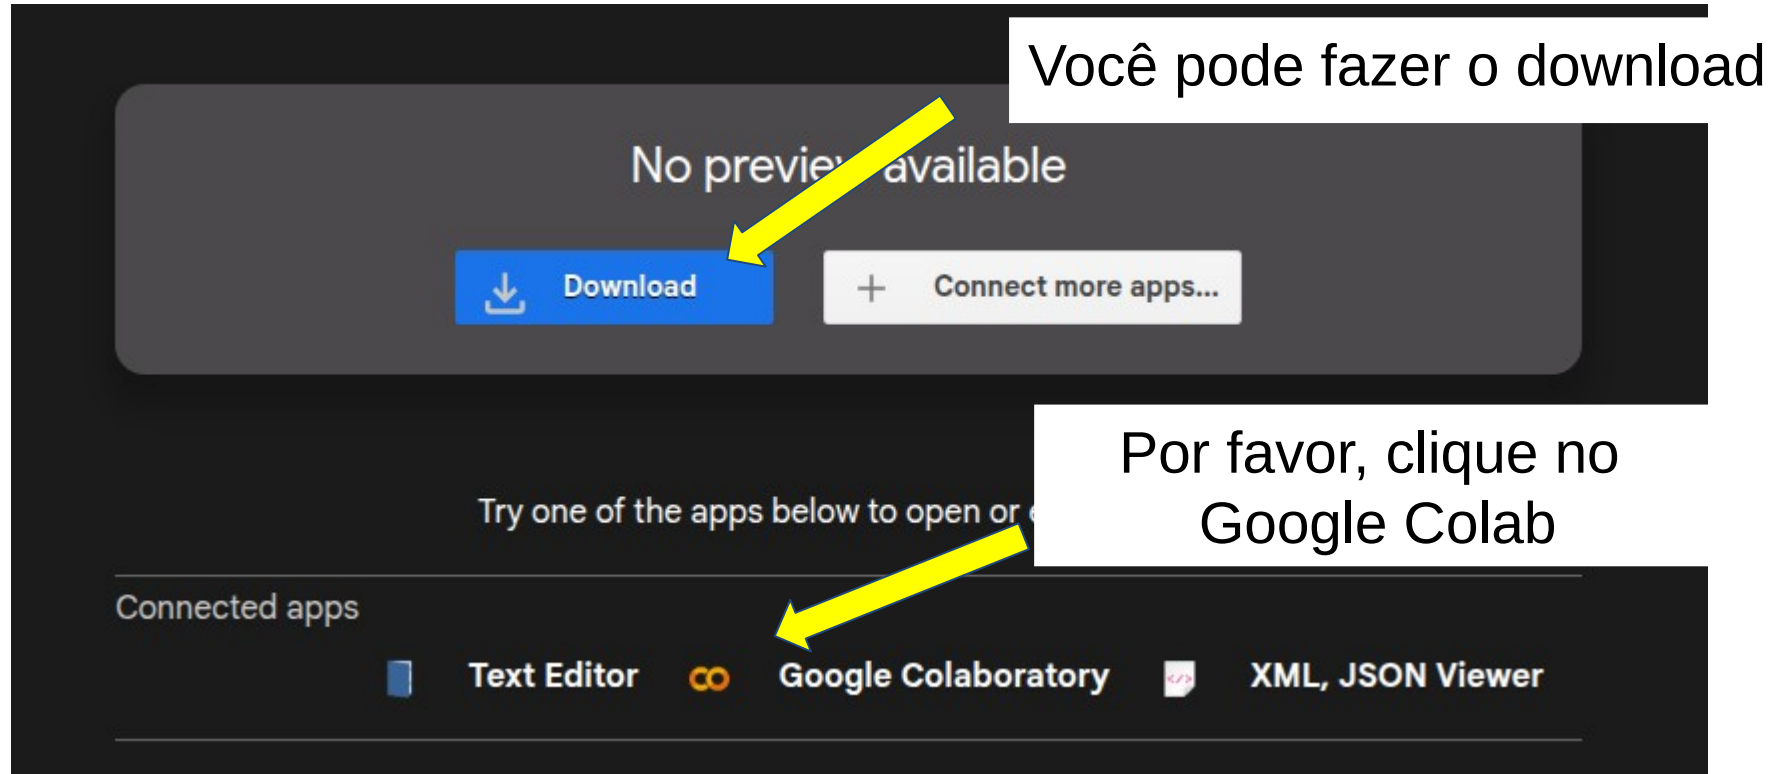 Você pode fazer o download
No preview available
Download
Connect more apps...
Por favor, clique no
Google Colab
Try one of the apps below to open or
Connected apps
Text Editor
Google Colaboratory
XML, JSON Viewer